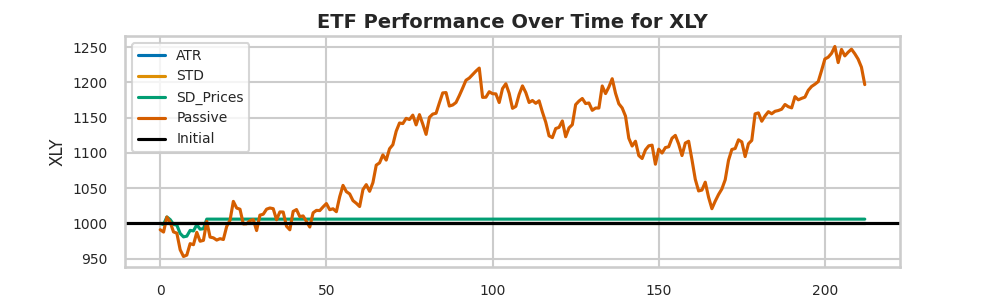 ETF Performance Over Time for XLY
1250
1200
1150
1100
1050
1000
950
XLY
ATR
STD
SD_Prices
Passive
Initial
0
50
100
150
200